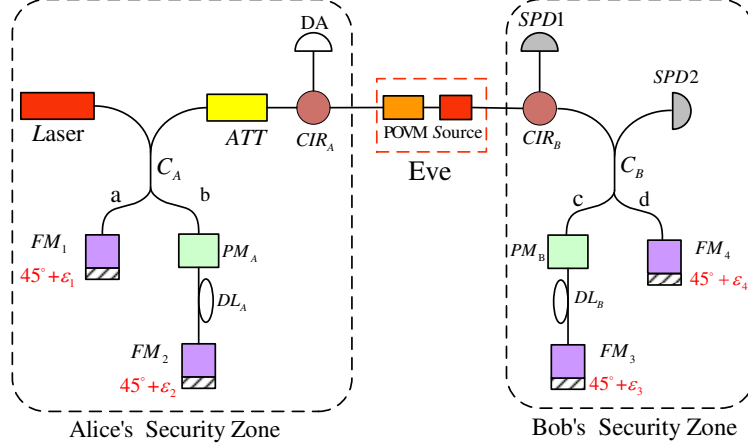 DA
SPD1
SPD2
Laser
ATT
CIR_A
POVM
Source
Eve
CIR_B
C_A
C_B
a
b
c
d
FM_1
45°+ε_1
PM_A
DL_A
FM_2
45°+ε_2
PM_B
DL_B
FM_3
45°+ε_3
FM_4
45°+ε_4
Alice's Security Zone
Bob's Security Zone